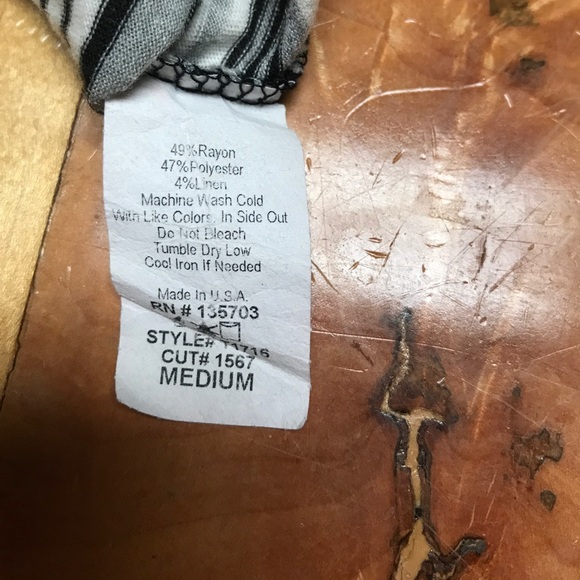 49%Rayon
47%Polyester
4%Linen
Machine Wash Cold
With Like Colors, In Side Out
Do Not Bleach
Tumble Dry Low
Cool Iron If Needed
Made In U.S.A.
RN # 135703
STYLE# 11716
CUT# 1567
MEDIUM